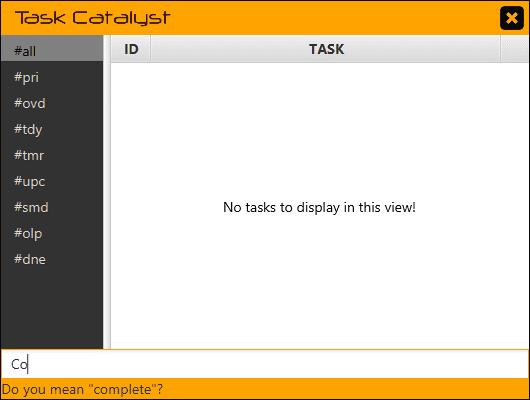 Task Catalyst
ID TASK
#all
#pri
#ovd
#tdy
#tmr
#upc
#smd
#olp
#dne
No tasks to display in this view!
Co
Do you mean "complete"?